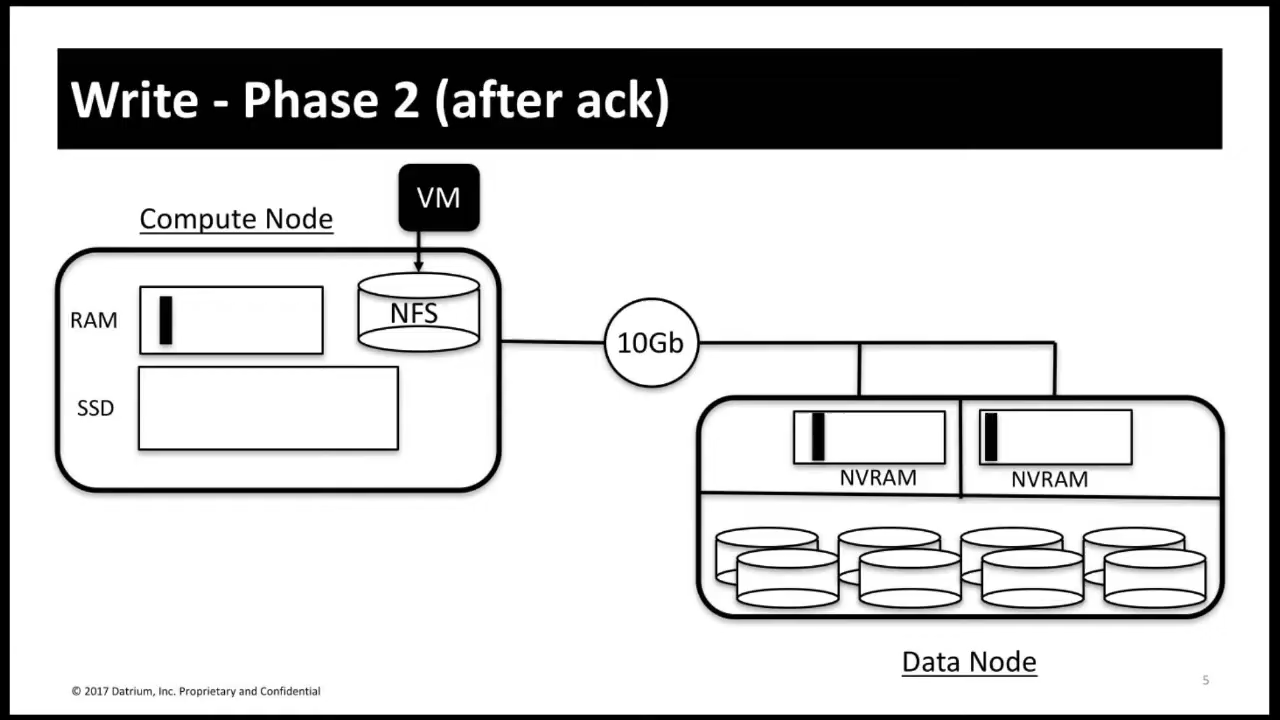 Write - Phase 2 (after ack)
VM
Compute Node
RAM
NFS
SSD
10Gb
NVRAM
NVRAM
Data Node
© 2017 Datrium, Inc. Proprietary and Confidential
5